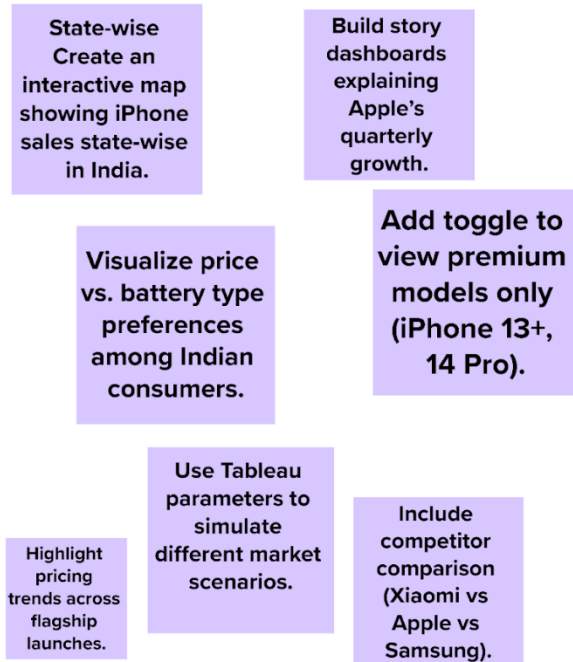 State-wise
Create an
interactive map
showing iPhone
sales state-wise
in India.
Build story
dashboards
explaining
Apple’s
quarterly
growth.
Visualize price
vs. battery type
preferences
among Indian
consumers.
Add toggle to
view premium
models only
(iPhone 13+,
14 Pro).
Highlight
pricing
trends across
flagship
launches.
Use Tableau
parameters to
simulate
different market
scenarios.
Include
competitor
comparison
(Xiaomi vs
Apple vs
Samsung).